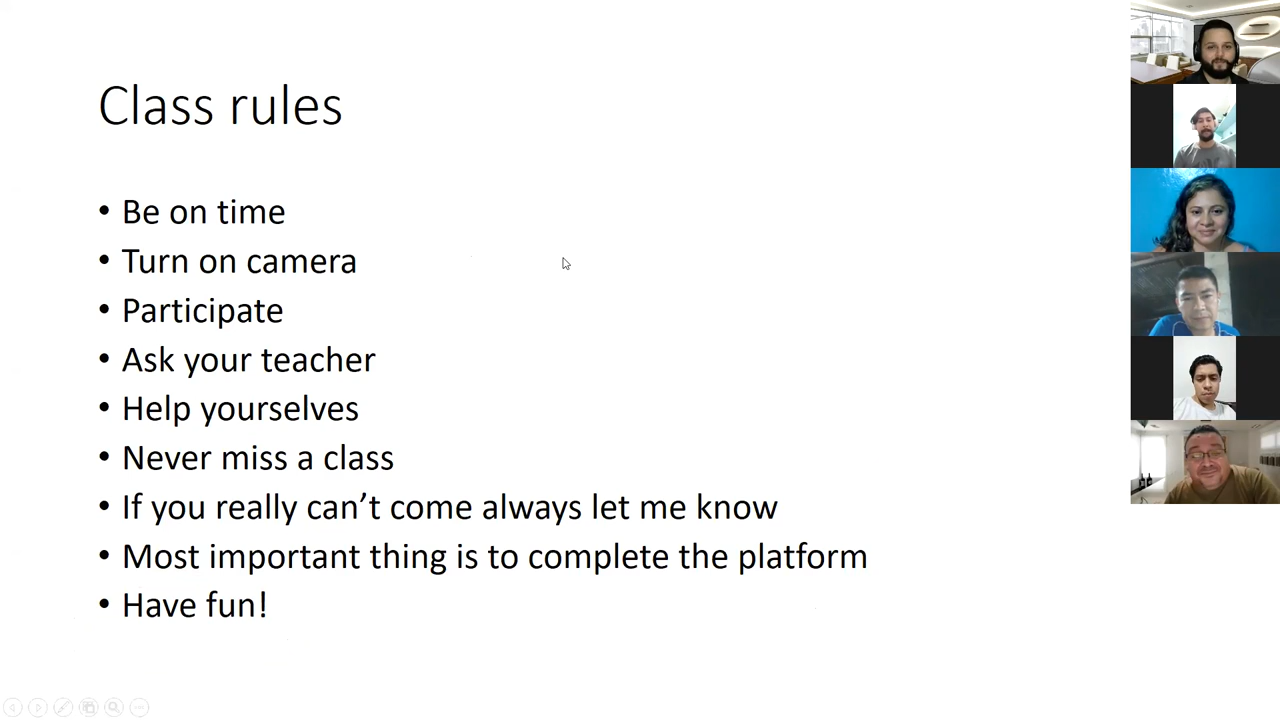 Class rules
• Be on time
• Turn on camera
• Participate
• Ask your teacher
• Help yourselves
• Never miss a class
• If you really can’t come always let me know
• Most important thing is to complete the platform
• Have fun!